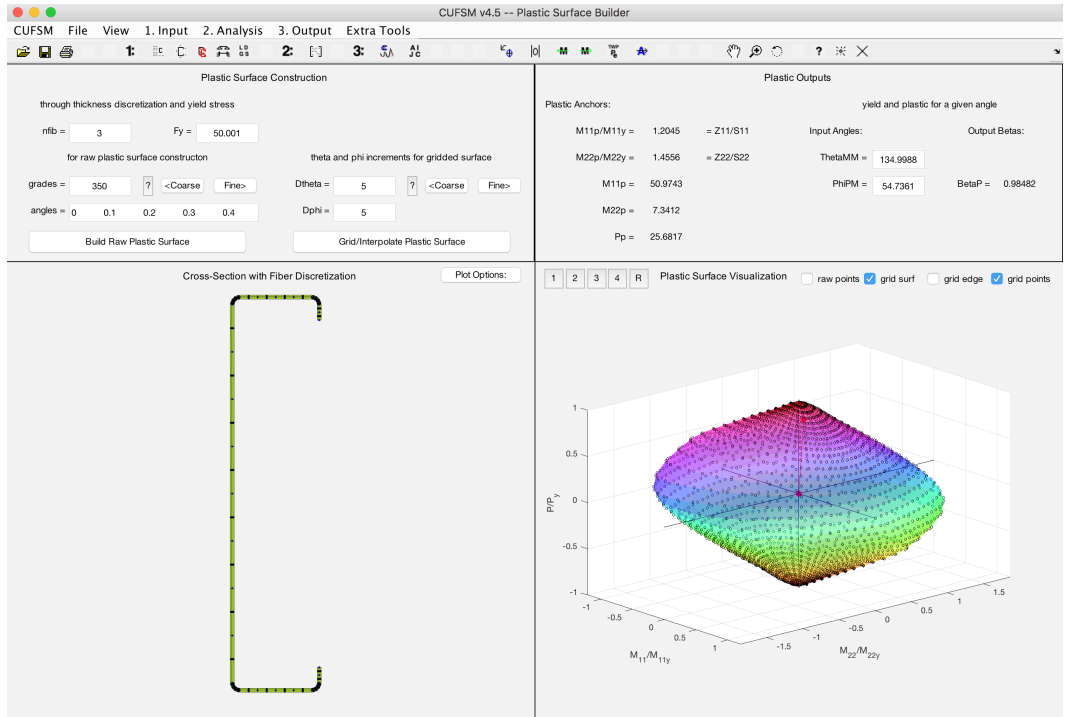 CUFSM v4.5 -- Plastic Surface Builder
CUFSM File View 1. Input 2. Analysis 3. Output Extra Tools
1: 2: 3: ?
Plastic Surface Construction
through thickness discretization and yield stress
nfib = 3 Fy = 50.001
for raw plastic surface constructon
theta and phi increments for gridded surface
grades = 350 ? <Coarse Fine>
Dtheta = 5 ? <Coarse Fine>
angles = 0 0.1 0.2 0.3 0.4
Dphi = 5
Build Raw Plastic Surface
Grid/Interpolate Plastic Surface
Plastic Outputs
Plastic Anchors:
yield and plastic for a given angle
M11p/M11y = 1.2045 = Z11/S11
M22p/M22y = 1.4556 = Z22/S22
M11p = 50.9743
M22p = 7.3412
Pp = 25.6817
Input Angles: Output Betas:
ThetaMM = 134.9988
PhiPM = 54.7361 BetaP = 0.98482
Cross-Section with Fiber Discretization
Plot Options:
1 2 3 4 R Plastic Surface Visualization raw points grid surf grid edge grid points
1
0.5
0
-0.5
-1
P/Py
-1
-0.5
0
0.5
1
M11/M11y
-1.5
-1
-0.5
0
0.5
1
1.5
M22/M22y